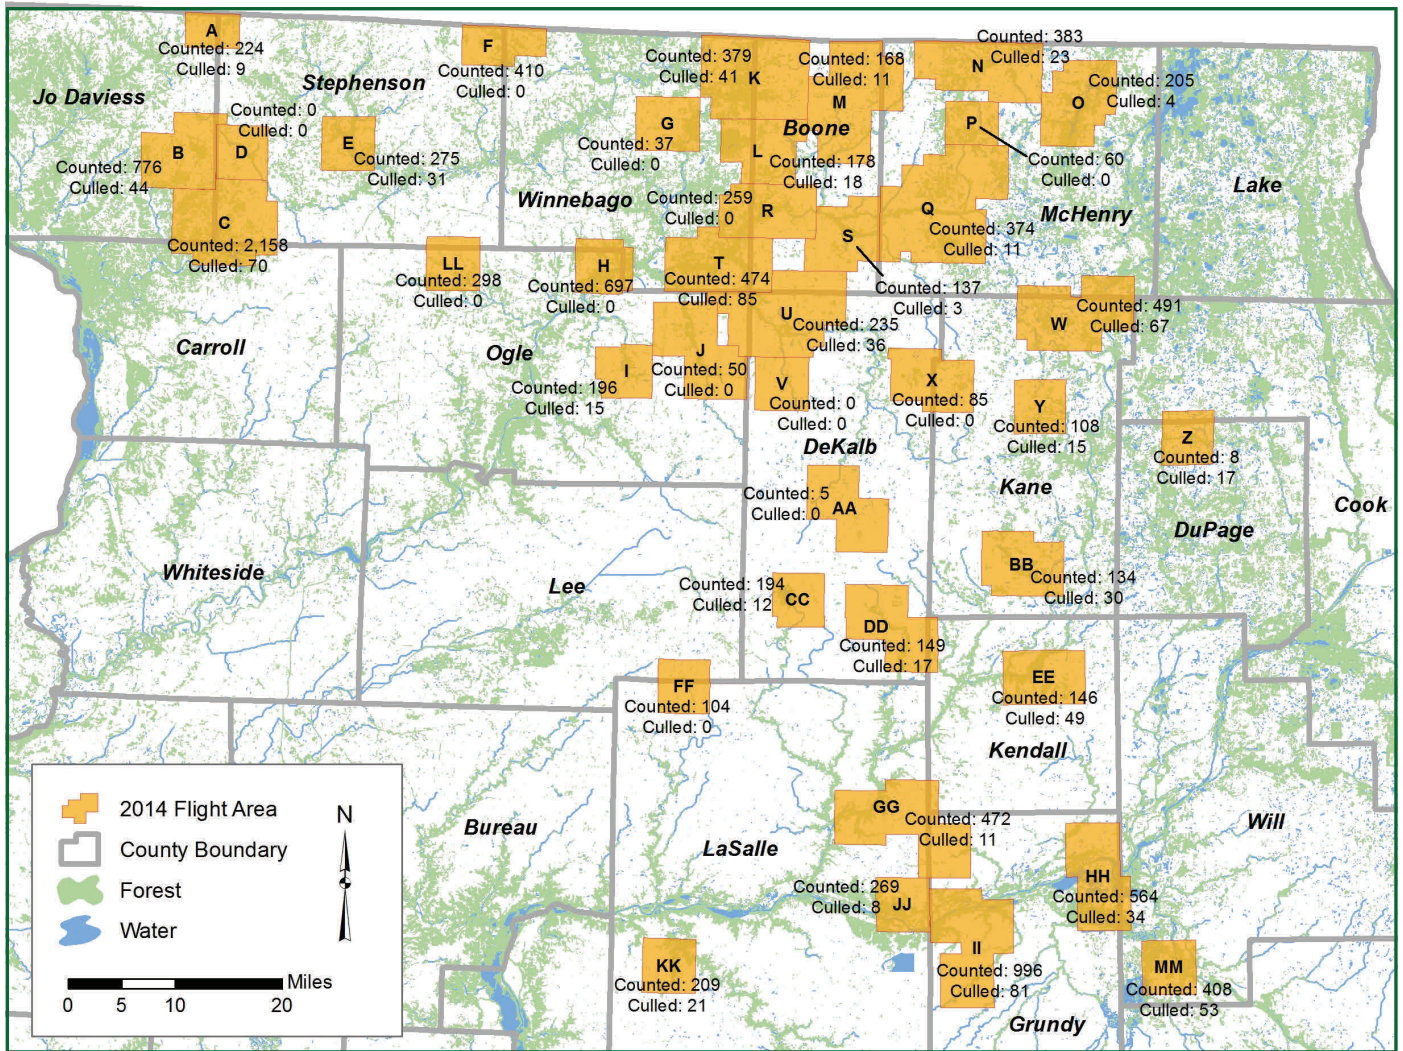 A
Counted: 224
Culled: 9
F
Counted: 410
Culled: 0
Stephenson
Jo Daviess
Counted: 0
Culled: 0
B
Counted: 776
Culled: 44
D
E
Counted: 275
Culled: 31
C
Counted: 2,158
Culled: 70
Counted: 379
Culled: 41
K
Counted: 168
Culled: 11
M
Counted: 383
Culled: 23
N
Counted: 205
Culled: 4
O
G
Counted: 37
Culled: 0
Boone
P
Counted: 60
Culled: 0
L
Counted: 178
Culled: 18
Winnebago
Counted: 259
Culled: 0
R
Q
Counted: 374
Culled: 11
McHenry
Lake
S
Counted: 137
Culled: 3
LL
Counted: 298
Culled: 0
H
Counted: 697
Culled: 0
T
Counted: 474
Culled: 85
U
Counted: 235
Culled: 36
W
Counted: 491
Culled: 67
Carroll
Ogle
I
Counted: 196
Culled: 15
J
Counted: 50
Culled: 0
V
Counted: 0
Culled: 0
X
Counted: 85
Culled: 0
Y
Counted: 108
Culled: 15
Z
Counted: 8
Culled: 17
DeKalb
Kane
Cook
DuPage
Counted: 5
Culled: 0
AA
Whiteside
Lee
BB
Counted: 134
Culled: 30
Counted: 194
Culled: 12
CC
DD
Counted: 149
Culled: 17
EE
Counted: 146
Culled: 49
FF
Counted: 104
Culled: 0
Kendall
GG
Counted: 472
Culled: 11
Bureau
LaSalle
Will
HH
Counted: 564
Culled: 34
Counted: 269
Culled: 8
JJ
II
Counted: 996
Culled: 81
KK
Counted: 209
Culled: 21
MM
Counted: 408
Culled: 53
Grundy
2014 Flight Area
County Boundary
Forest
Water
N
Miles
0 5 10 20